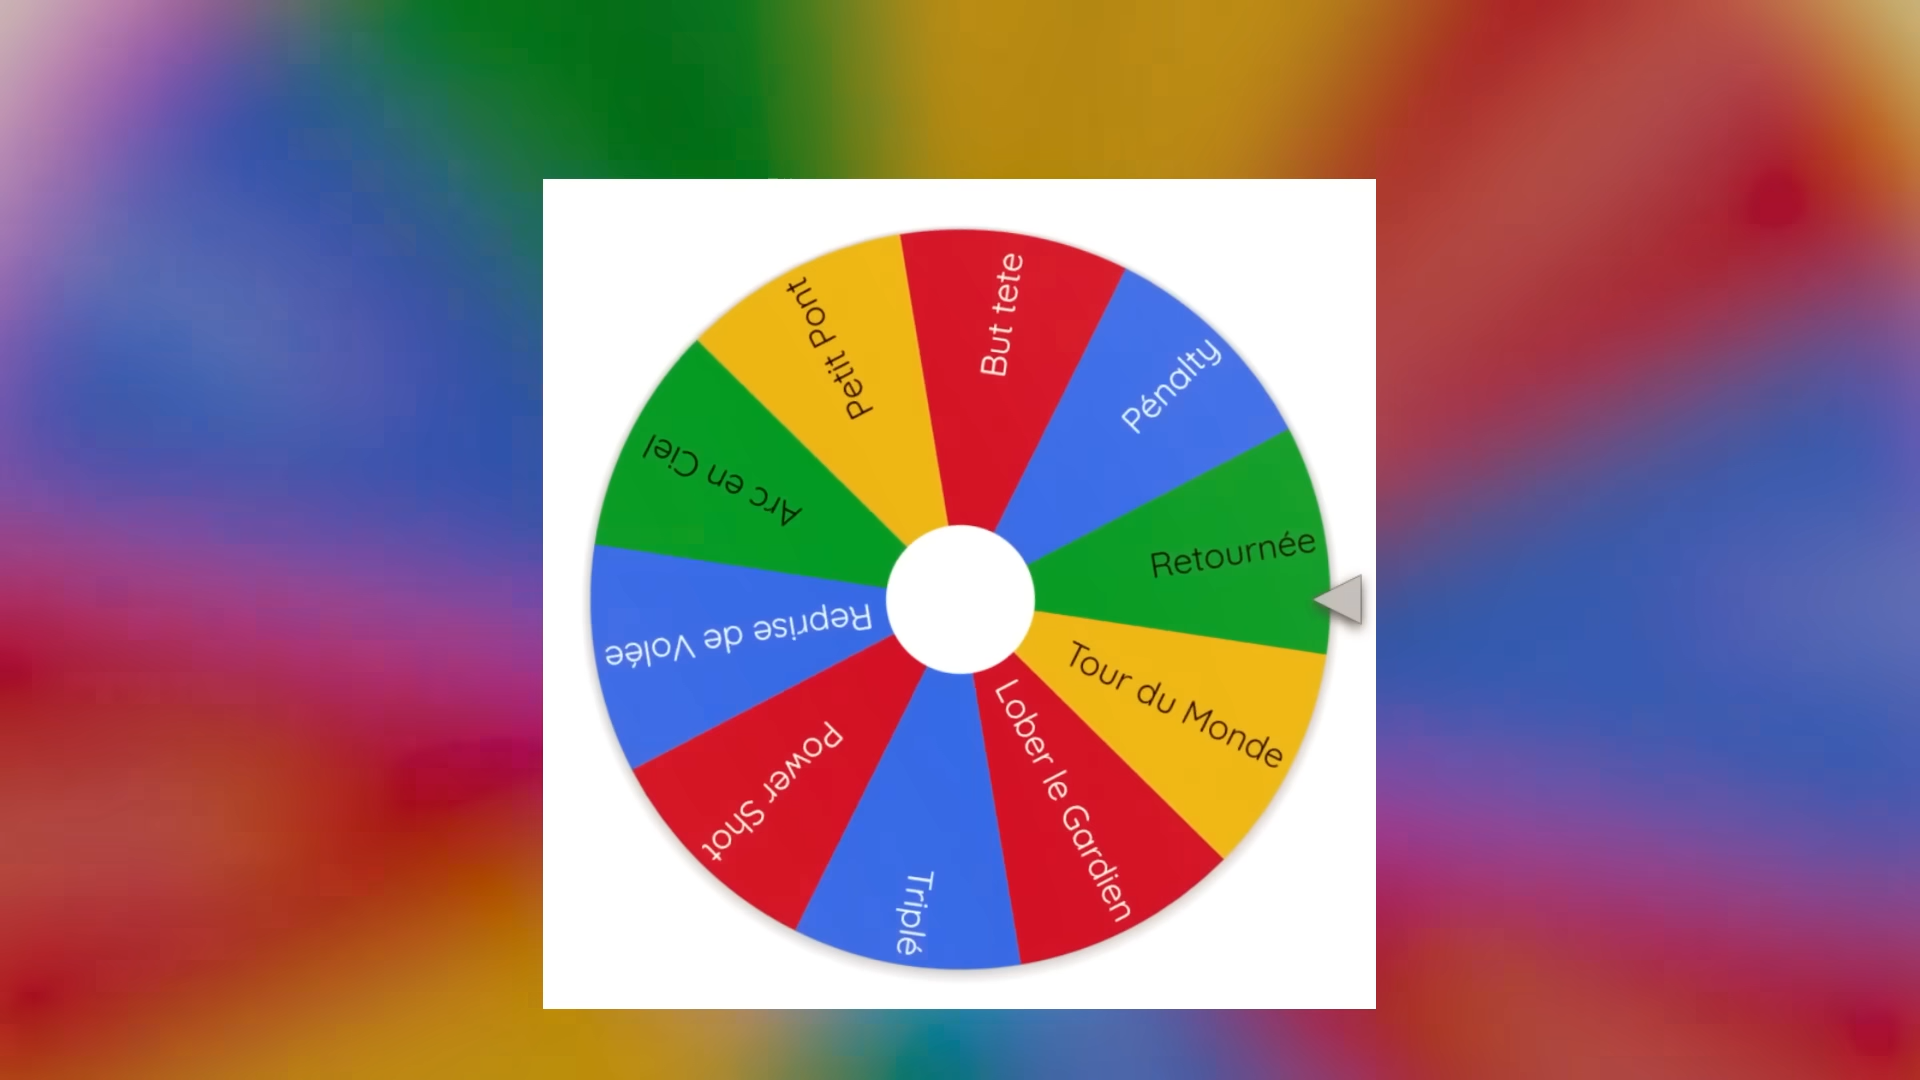 But tete
Pénalty
Retournée
Tour du Monde
Lober le Gardien
Triplé
Power Shot
Reprise de Volée
Arc en Ciel
Petit Pont